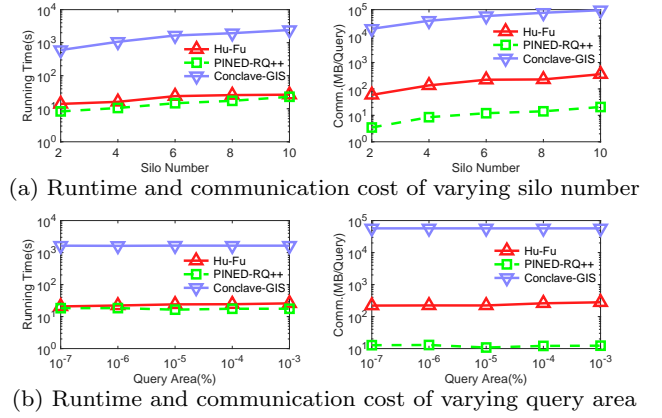 Running Time(s)
10^4
10^3
10^2
10^1
10^0
Hu-Fu
PINED-RQ++
Conclave-GIS
2 4 6 8 10
Silo Number
Comm.(MB/Query)
10^5
10^4
10^3
10^2
10^1
10^0
Hu-Fu
PINED-RQ++
Conclave-GIS
2 4 6 8 10
Silo Number
(a) Runtime and communication cost of varying silo number
Running Time(s)
10^4
10^3
10^2
10^1
10^0
Hu-Fu
PINED-RQ++
Conclave-GIS
10^-7 10^-6 10^-5 10^-4 10^-3
Query Area(%)
Comm.(MB/Query)
10^5
10^4
10^3
10^2
10^1
Hu-Fu
PINED-RQ++
Conclave-GIS
10^-7 10^-6 10^-5 10^-4 10^-3
Query Area(%)
(b) Runtime and communication cost of varying query area